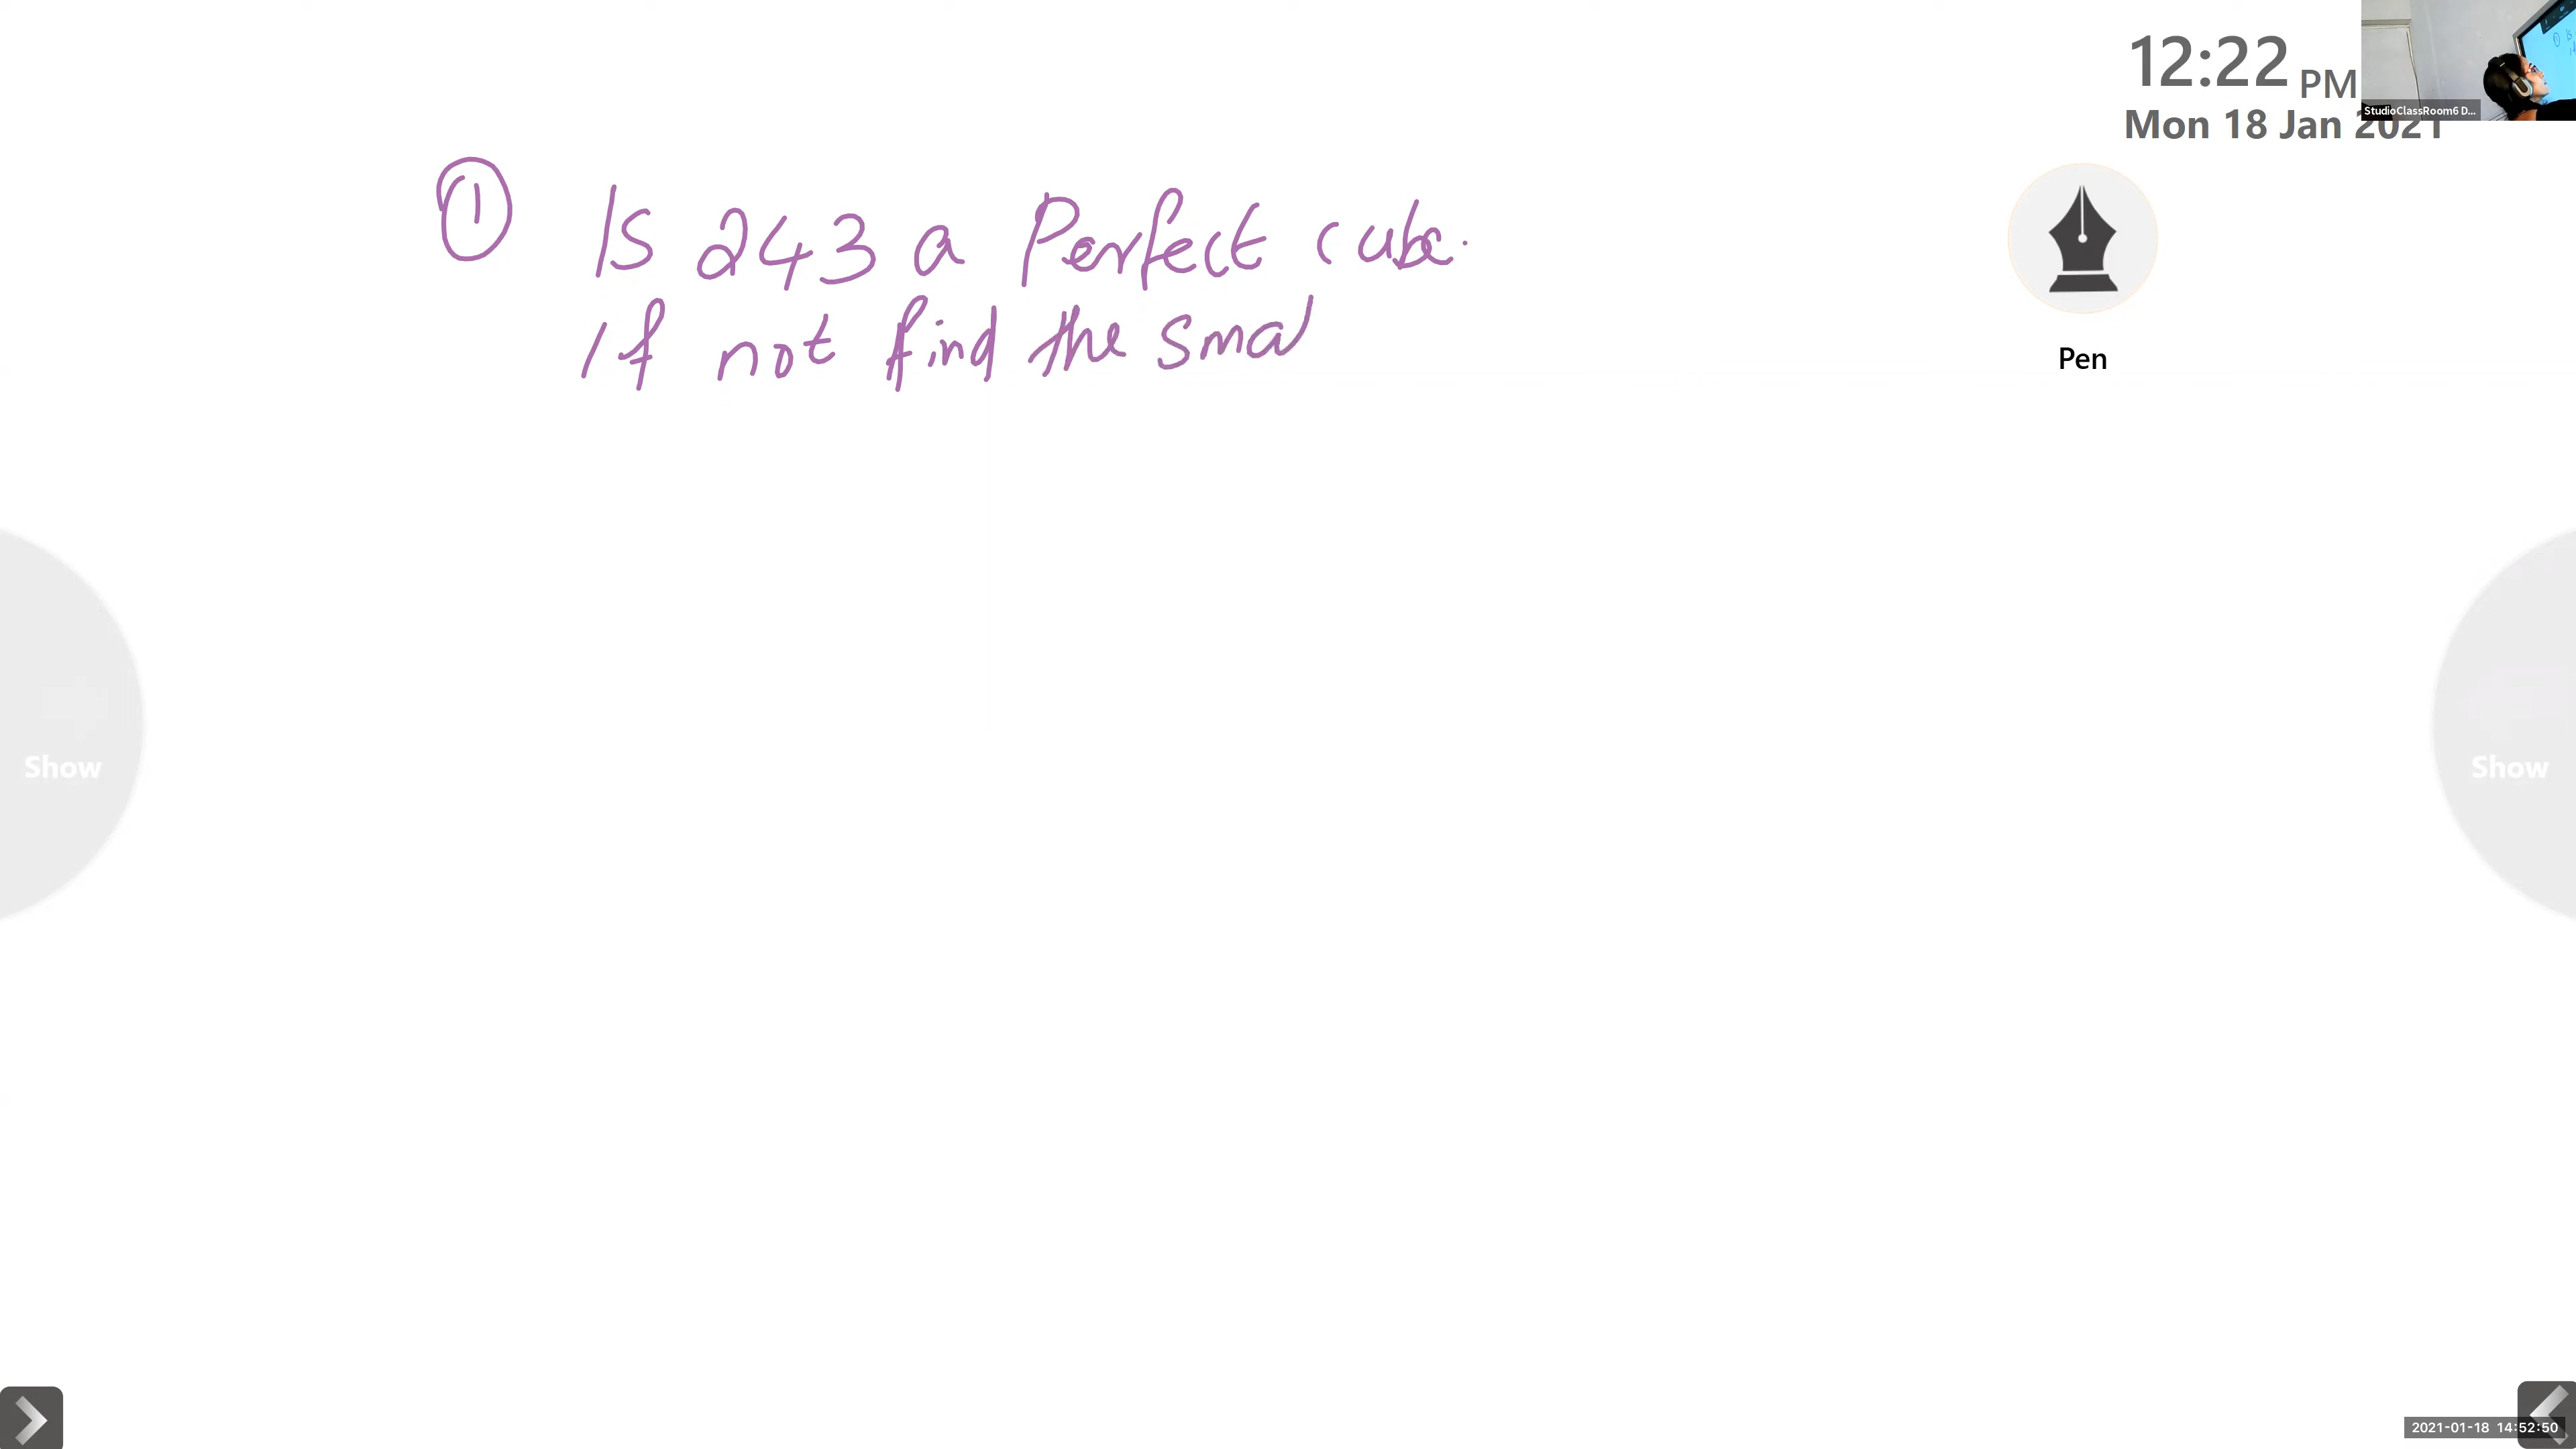 12:22 PM
StudioClassRoom6 D...
Mon 18 Jan 2021
① Is 243 a Perfect cube.
If not find the smal
Pen
Show
Show
2021-01-18 14:52:50